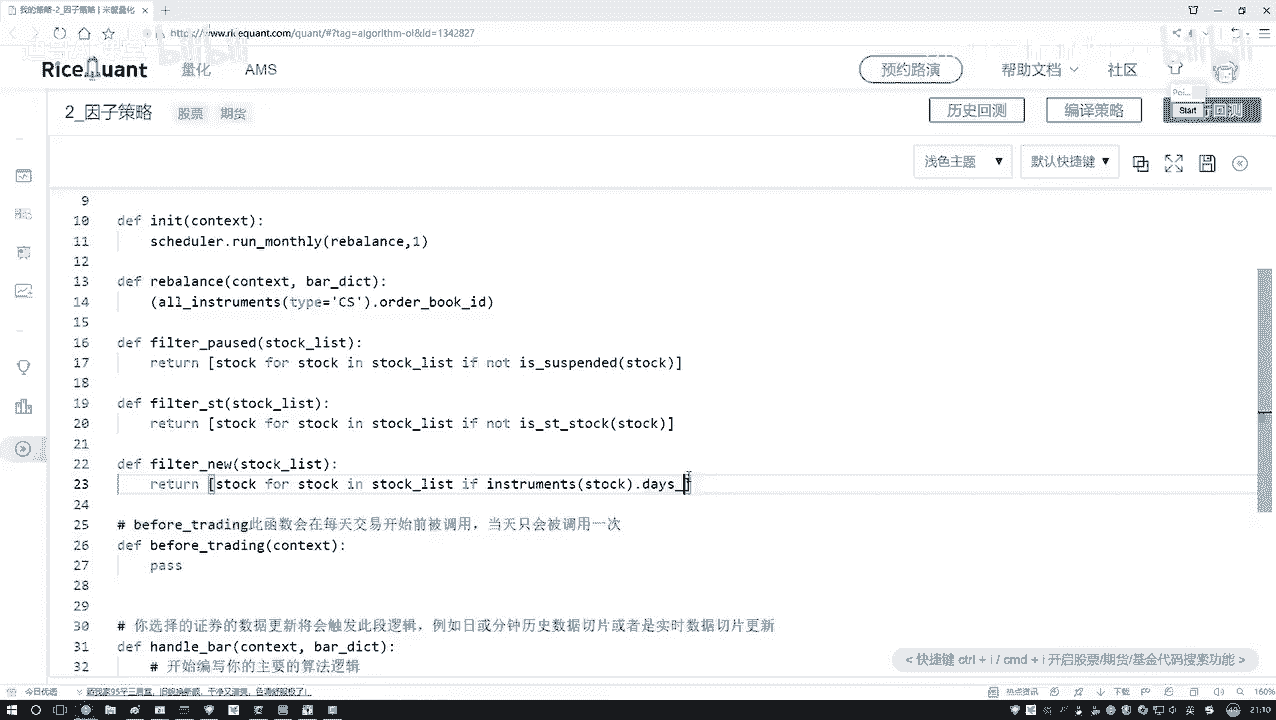 我的策略-2_因子策略 | 米筐量化
https://www.ricequant.com/quant/#?tag=algorithm-ol&id=1342827
RiceQuant
量化
AMS
预约路演
帮助文档
社区
2_因子策略
股票
期货
历史回测
编译策略
Start
浅色主题
默认快捷键
9
10 def init(context):
11 scheduler.run_monthly(rebalance,1)
12
13 def rebalance(context, bar_dict):
14 (all_instruments(type='CS').order_book_id)
15
16 def filter_paused(stock_list):
17 return [stock for stock in stock_list if not is_suspended(stock)]
18
19 def filter_st(stock_list):
20 return [stock for stock in stock_list if not is_st_stock(stock)]
21
22 def filter_new(stock_list):
23 return [stock for stock in stock_list if instruments(stock).days_]
24
25 # before_trading此函数会在每天交易开始前被调用，当天只会被调用一次
26 def before_trading(context):
27 pass
28
29
30 # 你选择的证券的数据更新将会触发此段逻辑，例如日或分钟历史数据切片或者是实时数据切片更新
31 def handle_bar(context, bar_dict):
32 # 开始编写你的主要的算法逻辑
< 快捷键 ctrl + i / cmd + i 开启股票/期货/基金代码搜索功能 >
今日优选
热点资讯
下载
160%
21:10